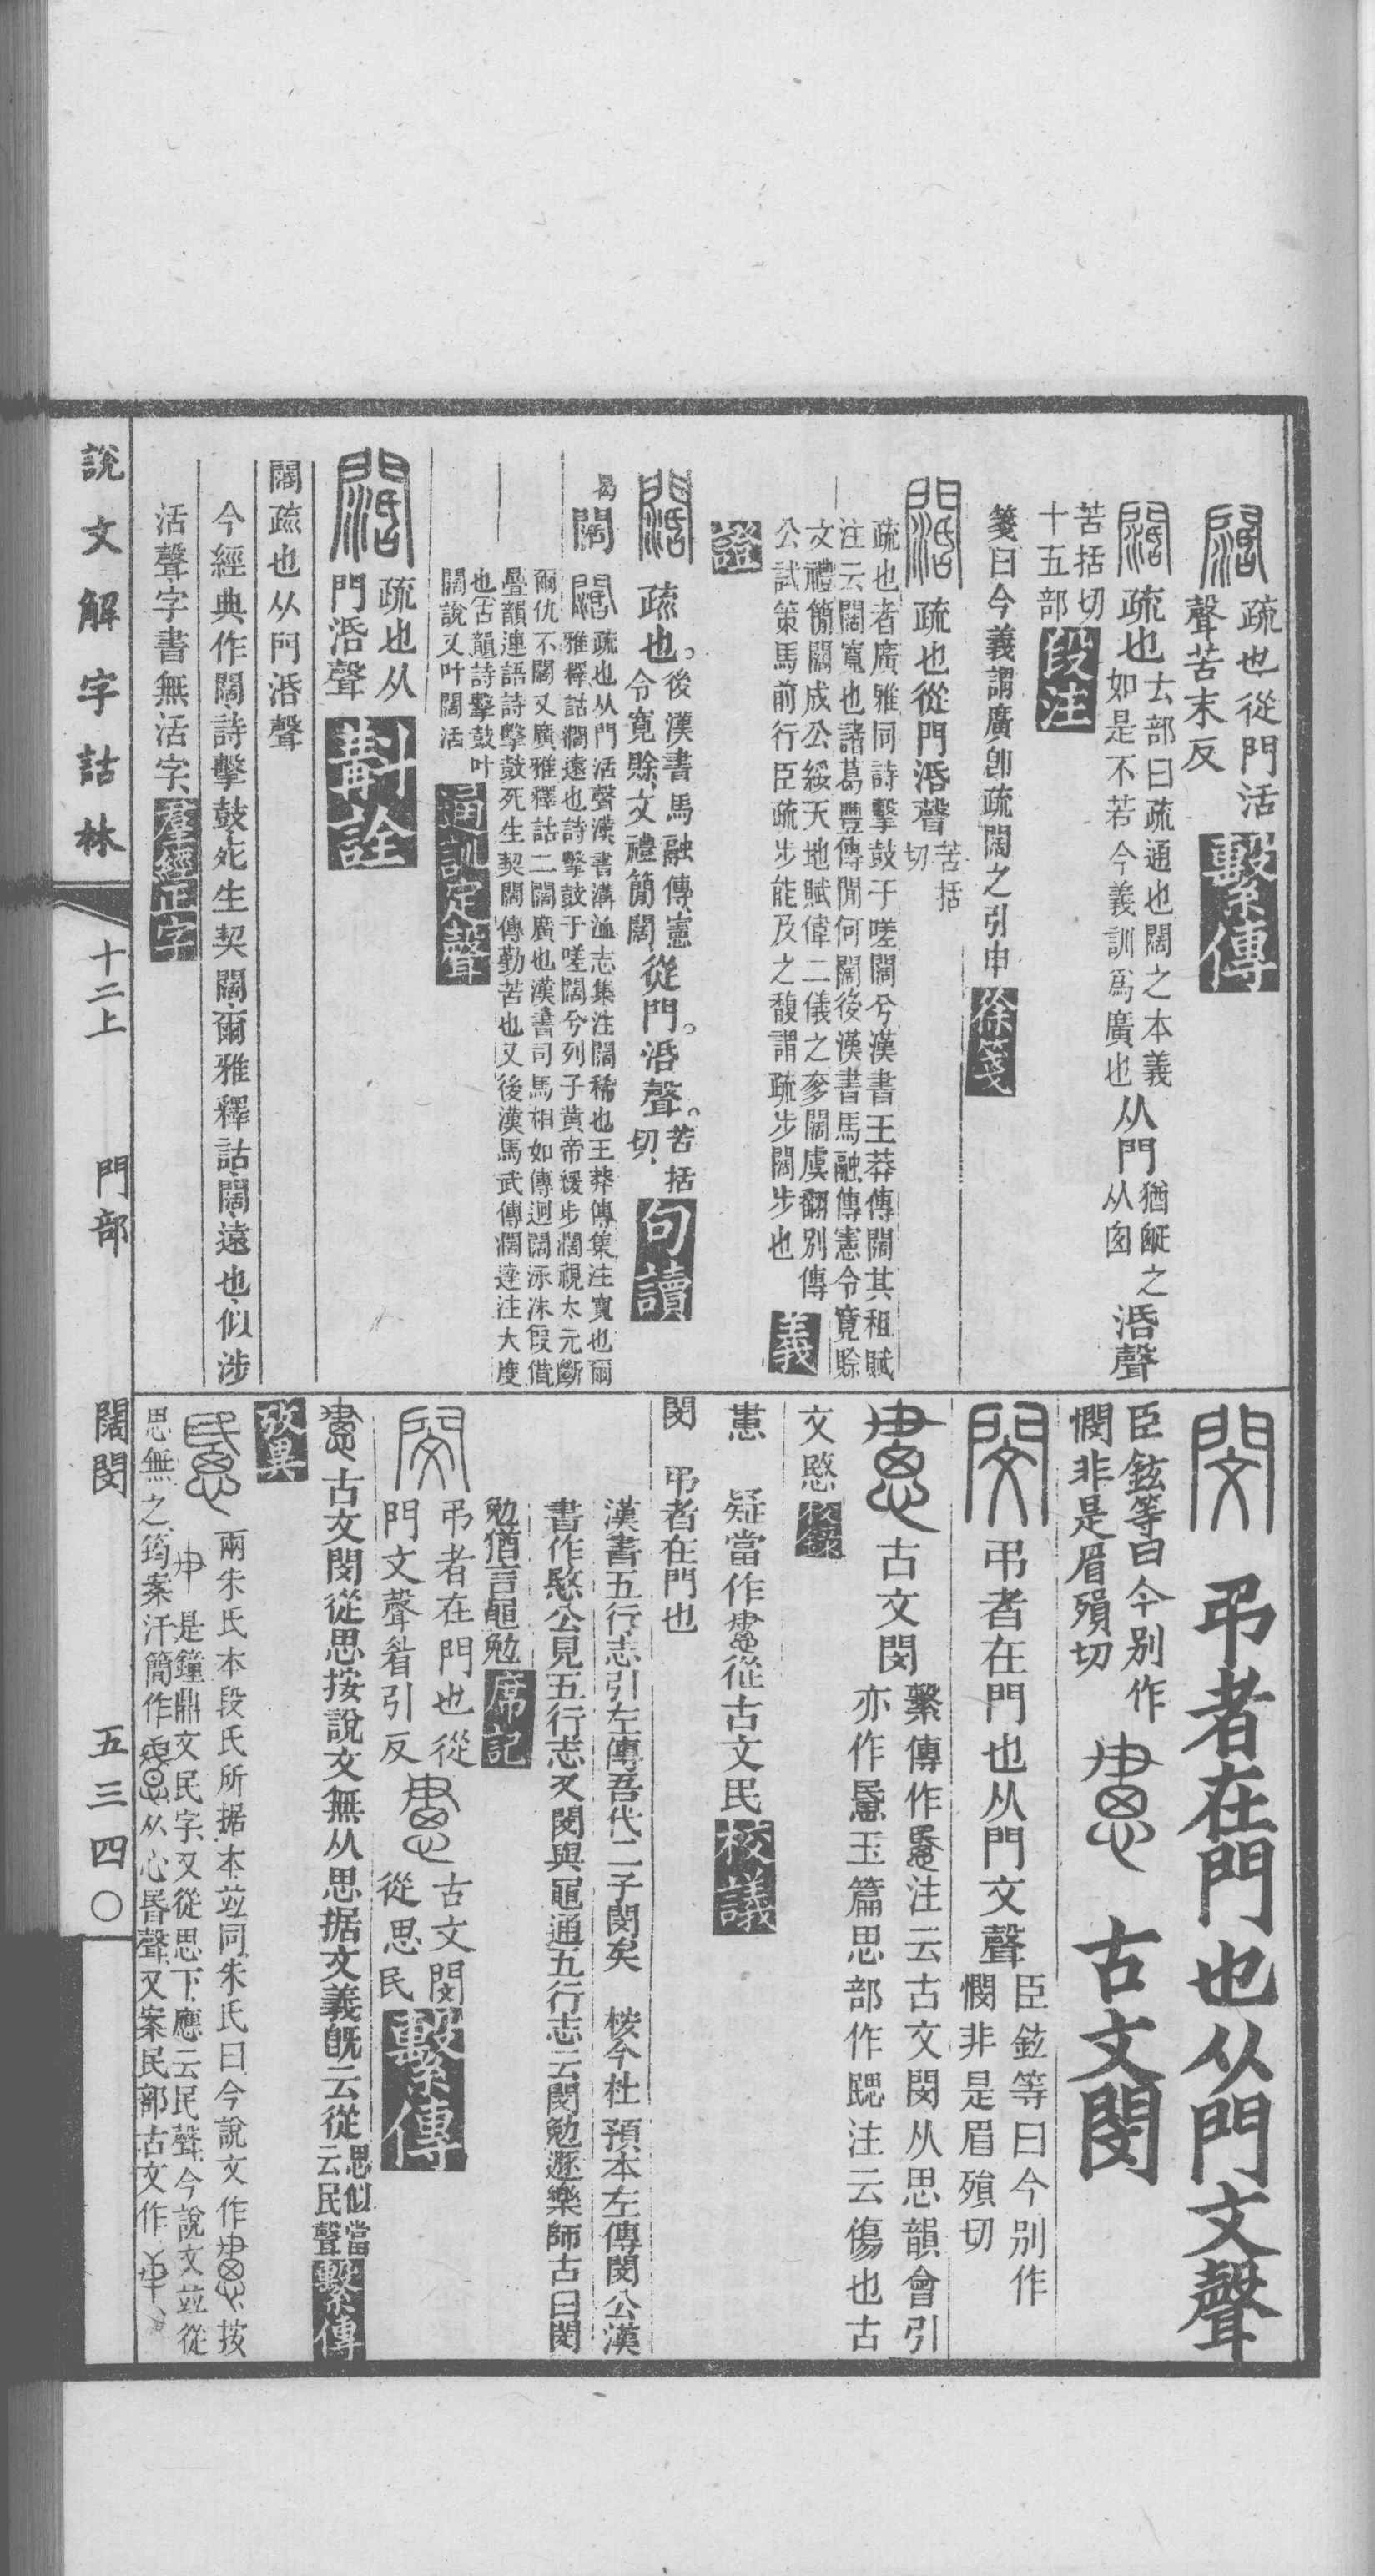 疏也從門活
聲苦末反
繫傳
疏也
𠫓部曰疏通也闊之本義
如是不若今義訓爲廣也
从門
猶䟽之
从囪
𣴠聲
苦括切
十五部
段注
箋曰今義謂廣卽疏闊之引申
徐箋
疏也從門𣴠聲
苦括
切
疏也者廣雅同詩擊鼓于嗟闊兮漢書王莽傳闊其租賦
注云闊寬也諸葛豐傳閒何闊後漢書馬融傳憲令寬賒
文禮簡闊成公綏天地賦偉二儀之夐闊虞翻別傳
公試策馬前行臣疏步能及之馥謂疏步闊步也
義
證
疏也。
後漢書馬融傳憲
令寬賒、文禮簡闊、
從門。𣴠聲。
苦括
切、
句讀
曷
闊
疏也从門活聲漢書溝洫志集注闊稀也王莽傳集注寬也爾
雅釋詁闊遠也詩擊鼓于嗟闊兮列子黃帝緩步闊視太元斷
爾仇不闊又廣雅釋詁二闊廣也漢書司馬相如傳迥闊泳沬叚借
疊韻連語詩擊鼓死生契闊傳勤苦也又後漢馬武傳闊達注大度
也古韻詩擊鼓叶
闊說又叶闊活
通訓定聲
疏也从
門𣴠聲
斠詮
闊疏也从門𣴠聲
今經典作闊、詩擊鼓死生契闊、爾雅釋詁、闊、遠也、似涉
活聲字書無活字、
羣經正字
閔
弔者在門也从門文聲
臣鉉等曰今別作
憫非是眉殞切
古文閔
弔者在門也从門文聲
臣鉉等曰今別作
憫非是眉殞切
古文閔
繫傳作𢞞注云古文閔从思韻會引
亦作𢞞玉篇思部作𢛳注云傷也古
文愍
校錄
疑當作
從古文民
校議
閔
弔者在門也
漢書五行志引左傳吾代二子閔矣
桉今杜預本左傳閔公漢
書作愍公見五行志又閔與黽通五行志云閔勉遯樂師古曰閔
勉猶言黽勉
席記
弔者在門也從
門文聲眉引反
古文閔
從思民
繫傳
古文閔從思按說文無从思据文義旣云從
思似當
云民聲
繫傳
攷異
兩朱氏本段氏所据本竝同朱氏曰今說文作
按
是鐘鼎文民字、又從思下、應云民聲、今說文竝從
思無之、筠案汗簡作
从心昏聲、又案民部古文作
說文解字詁林
十二上
門部
闊閔
五三四〇